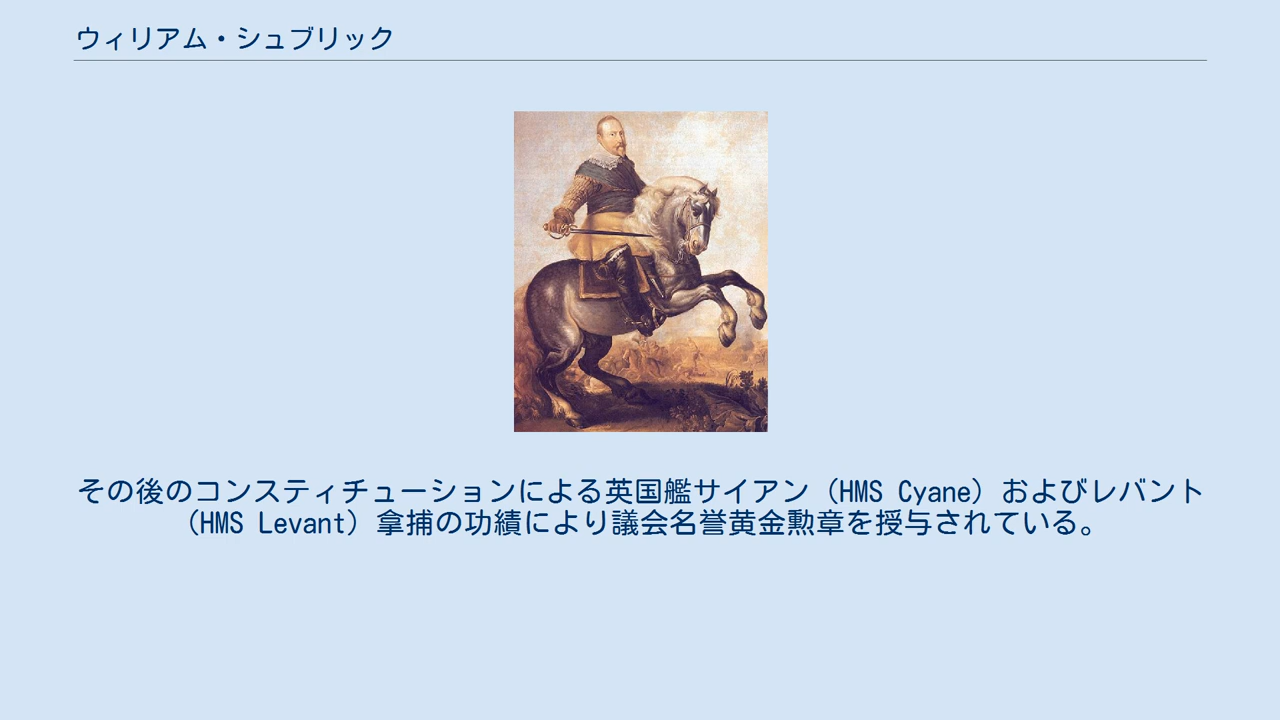 ウィリアム・シュブリック
その後のコンスティチューションによる英国艦サイアン（HMS Cyane）およびレバント
（HMS Levant）拿捕の功績により議会名誉黄金勲章を授与されている。